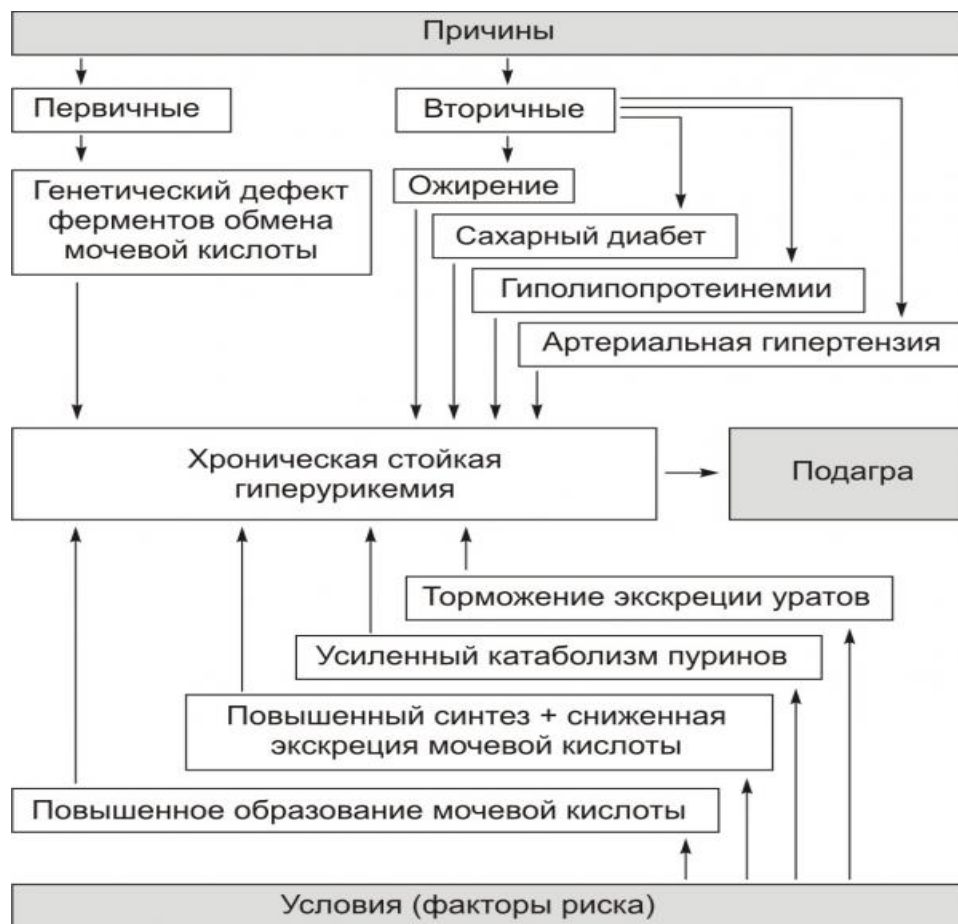 Причины
Первичные
Вторичные
Генетический дефект
ферментов обмена
мочевой кислоты
Ожирение
Сахарный диабет
Гиполипопротеинемии
Артериальная гипертензия
Хроническая стойкая
гиперурикемия
Подагра
Торможение экскреции уратов
Усиленный катаболизм пуринов
Повышенный синтез + сниженная
экскреция мочевой кислоты
Повышенное образование мочевой кислоты
Условия (факторы риска)